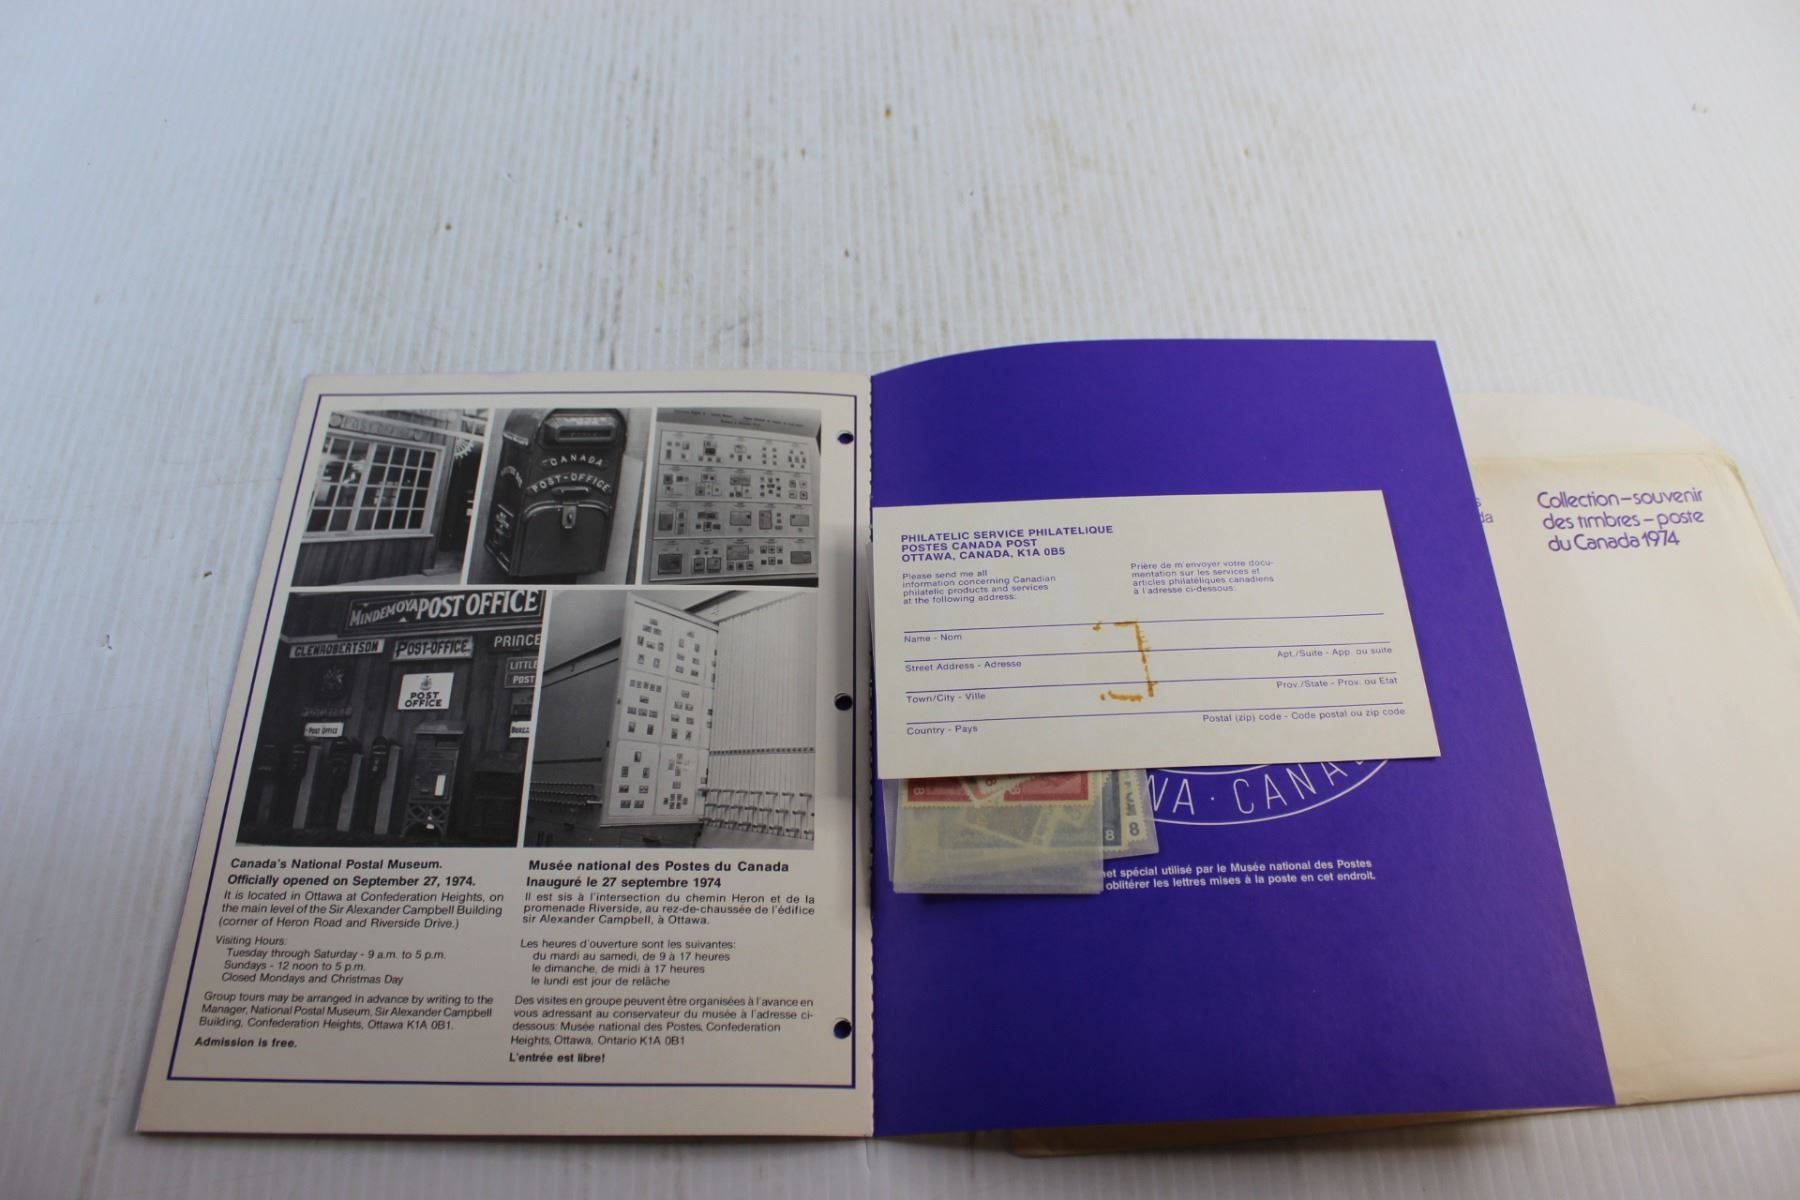 POST OFFICE
CANADA
POST-OFFICE
MINDEMOYA POST OFFICE
GLENROBERTSON
POST-OFFICE
PRINCE
LITTLE
POST
POST
OFFICE
POST OFFICE
Canada's National Postal Museum.
Officially opened on September 27, 1974.
It is located in Ottawa at Confederation Heights, on
the main level of the Sir Alexander Campbell Building
(corner of Heron Road and Riverside Drive.)
Visiting Hours:
Tuesday through Saturday - 9 a.m. to 5 p.m.
Sundays - 12 noon to 5 p.m.
Closed Mondays and Christmas Day
Group tours may be arranged in advance by writing to the
Manager, National Postal Museum, Sir Alexander Campbell
Building, Confederation Heights, Ottawa K1A 0B1.
Admission is free.
Musée national des Postes du Canada
Inauguré le 27 septembre 1974
Il est sis à l'intersection du chemin Heron et de la
promenade Riverside, au rez-de-chaussée de l'édifice
sir Alexander Campbell, à Ottawa.
Les heures d'ouverture sont les suivantes:
du mardi au samedi, de 9 à 17 heures
le dimanche, de midi à 17 heures
le lundi est jour de relâche
Des visites en groupe peuvent être organisées à l'avance en
vous adressant au conservateur du musée à l'adresse ci-
dessous: Musée national des Postes, Confederation
Heights, Ottawa, Ontario K1A 0B1
L'entrée est libre!
PHILATELIC SERVICE PHILATELIQUE
POSTES CANADA POST
OTTAWA, CANADA, K1A 0B5
Please send me all
information concerning Canadian
philatelic products and services
at the following address:
Prière de m'envoyer votre docu-
mentation sur les services et
articles philatéliques canadiens
à l'adresse ci-dessous:
Name - Nom
Street Address - Adresse
Apt./Suite - App. ou suite
Town/City - Ville
Prov./State - Prov. ou Etat
Country - Pays
Postal (zip) code - Code postal ou zip code
8
8
Canada 8
8
WA · CANA
net spécial utilisé par le Musée national des Postes
oblitérer les lettres mises à la poste en cet endroit.
s
da
Collection-souvenir
des timbres-poste
du Canada 1974